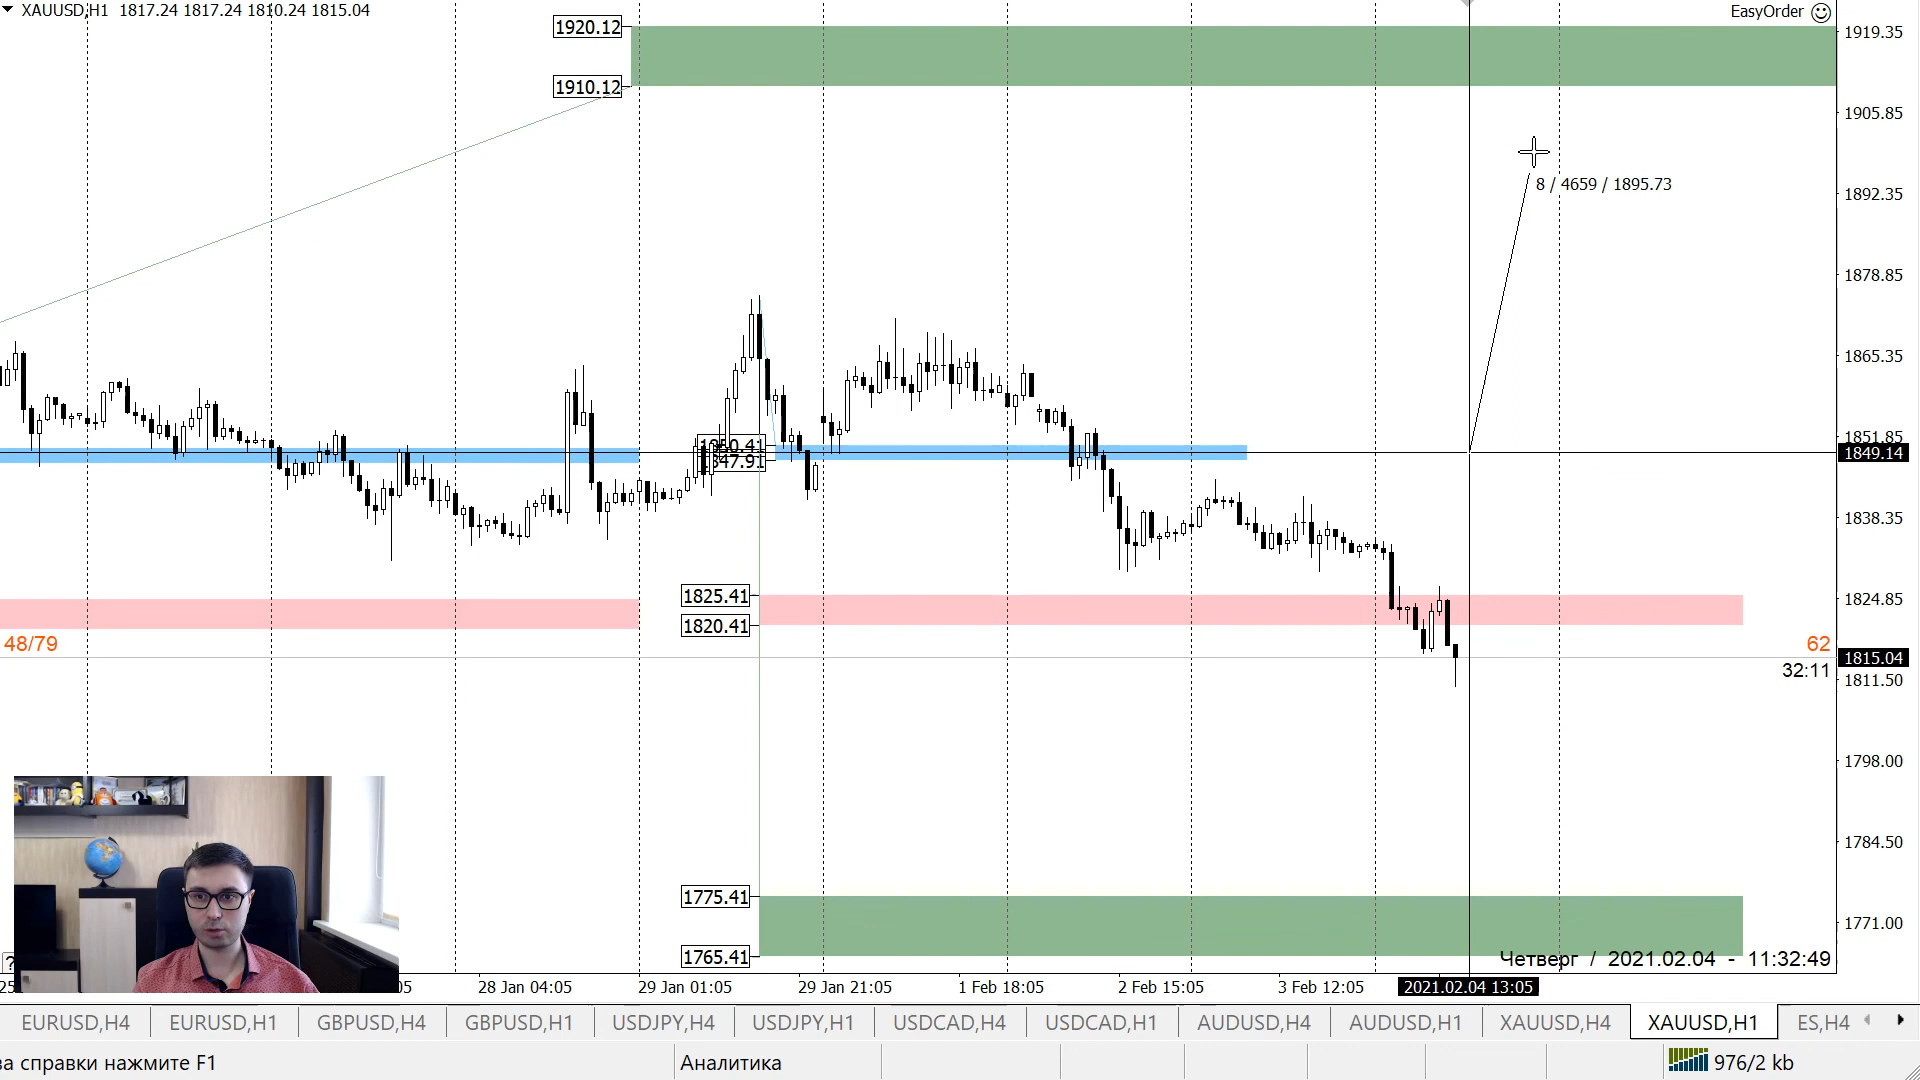 XAUUSD,H1 1817.24 1817.24 1810.24 1815.04
EasyOrder
1920.12
1910.12
8 / 4659 / 1895.73
1850.41
1847.91
1825.41
1820.41
1775.41
1765.41
48/79
62
32:11
1919.35
1905.85
1892.35
1878.85
1865.35
1851.85
1849.14
1838.35
1824.85
1815.04
1811.50
1798.00
1784.50
1771.00
Четверг / 2021.02.04 - 11:32:49
28 Jan 04:05
29 Jan 01:05
29 Jan 21:05
1 Feb 18:05
2 Feb 15:05
3 Feb 12:05
2021.02.04 13:05
EURUSD,H4
EURUSD,H1
GBPUSD,H4
GBPUSD,H1
USDJPY,H4
USDJPY,H1
USDCAD,H4
USDCAD,H1
AUDUSD,H4
AUDUSD,H1
XAUUSD,H4
XAUUSD,H1
ES,H4
за справки нажмите F1
Аналитика
976/2 kb